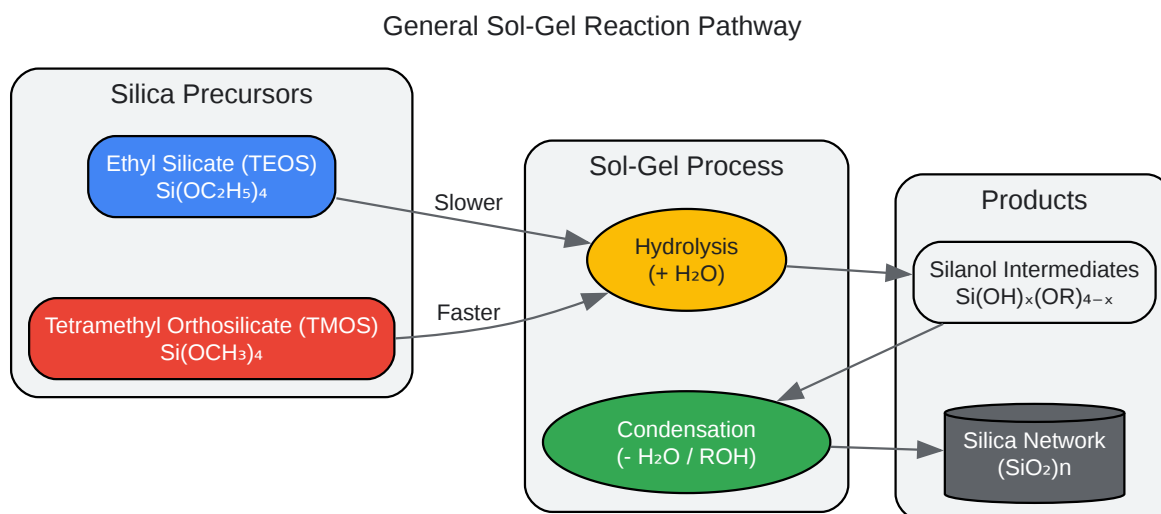 General Sol-Gel Reaction Pathway
Silica Precursors
Ethyl Silicate (TEOS)
Si(OC₂H₅)₄
Tetramethyl Orthosilicate (TMOS)
Si(OCH₃)₄
Slower
Faster
Sol-Gel Process
Hydrolysis
(+ H₂O)
Condensation
(- H₂O / ROH)
Products
Silanol Intermediates
Si(OH)ₓ(OR)₄₋ₓ
Silica Network
(SiO₂)n